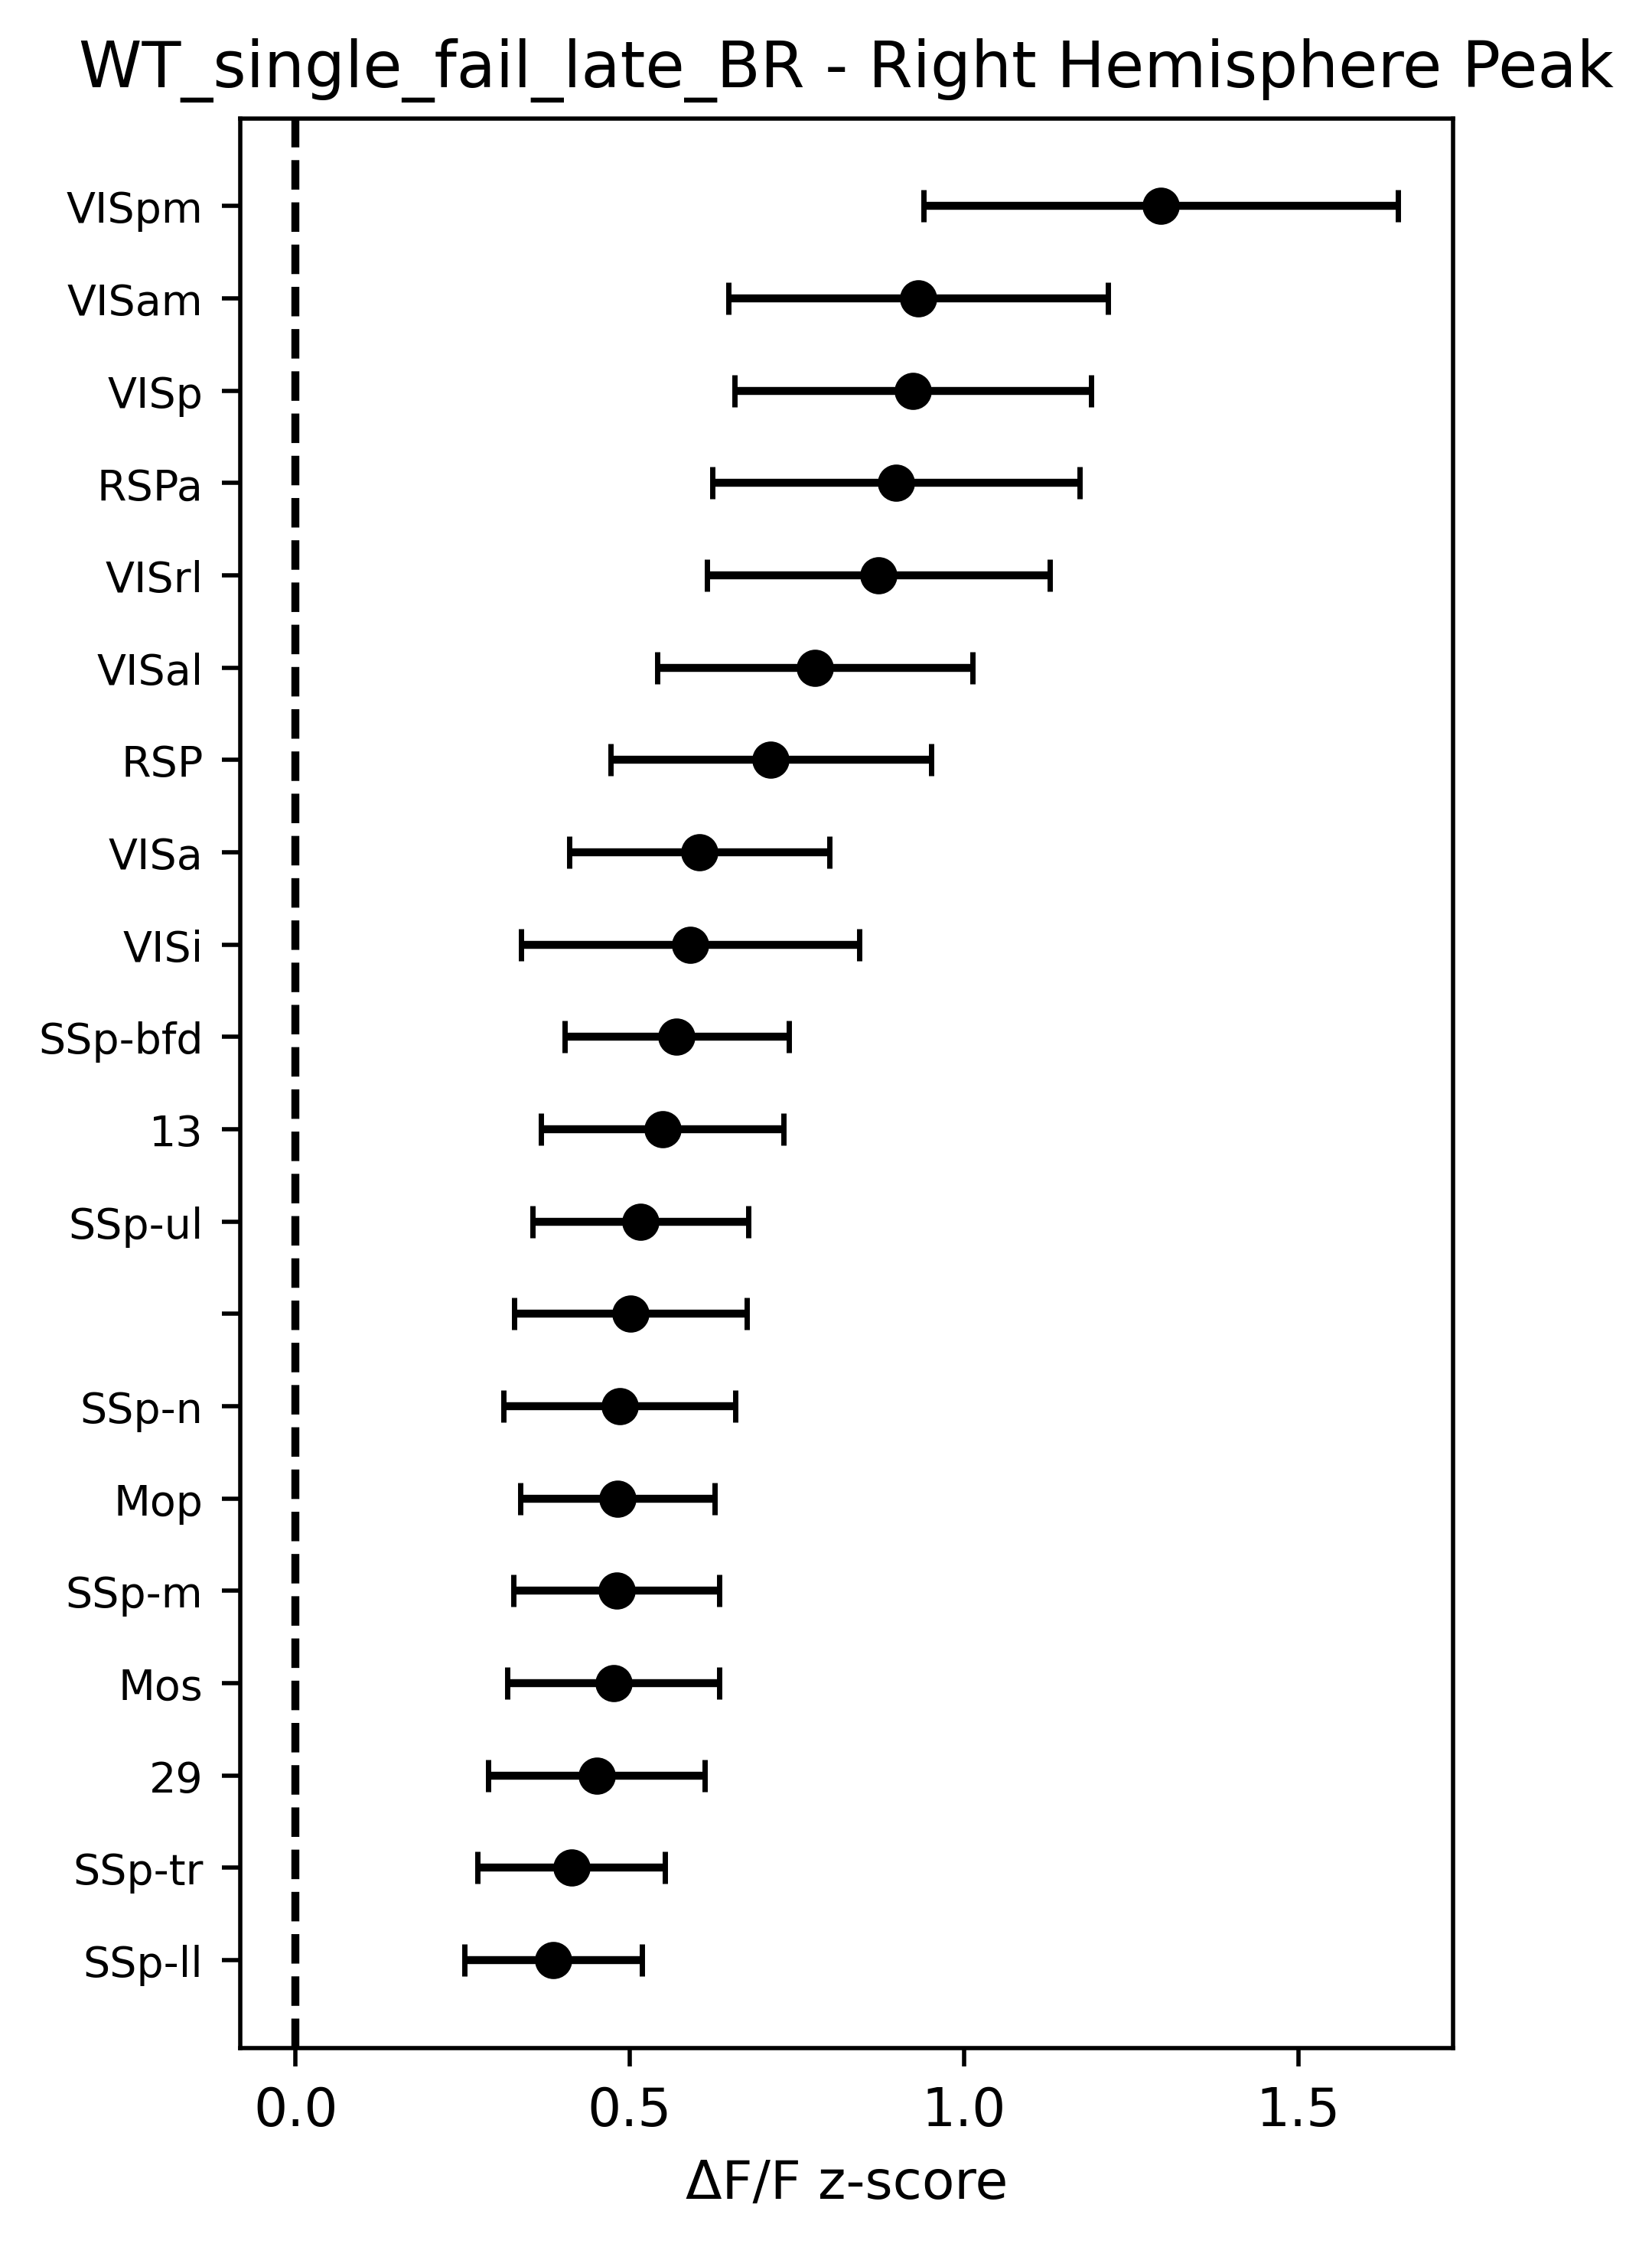 WT_single_fail_late_BR - Right Hemisphere Peak
VISpm
VISam
VISp
RSPa
VISrl
VISal
RSP
VISa
VISi
SSp-bfd
13
SSp-ul
SSp-n
Mop
SSp-m
Mos
29
SSp-tr
SSp-ll
0.0 0.5 1.0 1.5
ΔF/F z-score